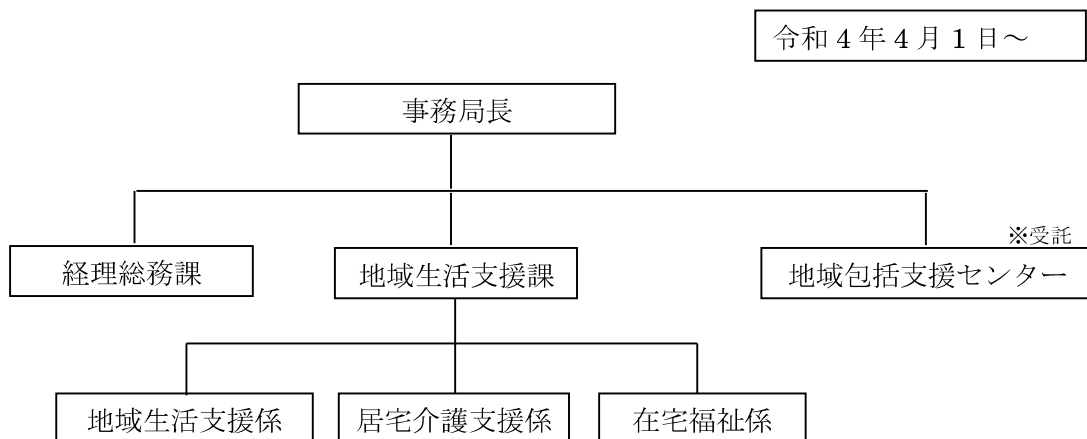 令和4年4月1日～
事務局長
※受託
経理総務課
地域生活支援課
地域包括支援センター
地域生活支援係
居宅介護支援係
在宅福祉係